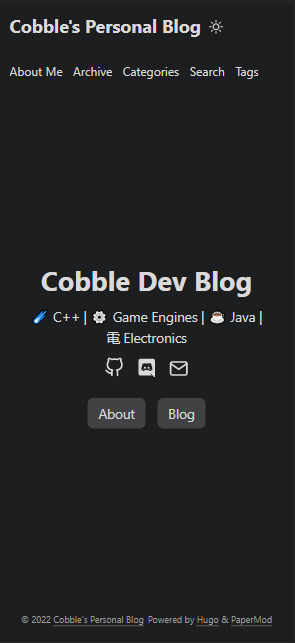 Cobble's Personal Blog
About Me Archive Categories Search Tags
Cobble Dev Blog
☄️ C++ | ⚙️ Game Engines | ☕ Java |
電 Electronics
About Blog
© 2022 Cobble's Personal Blog Powered by Hugo & PaperMod